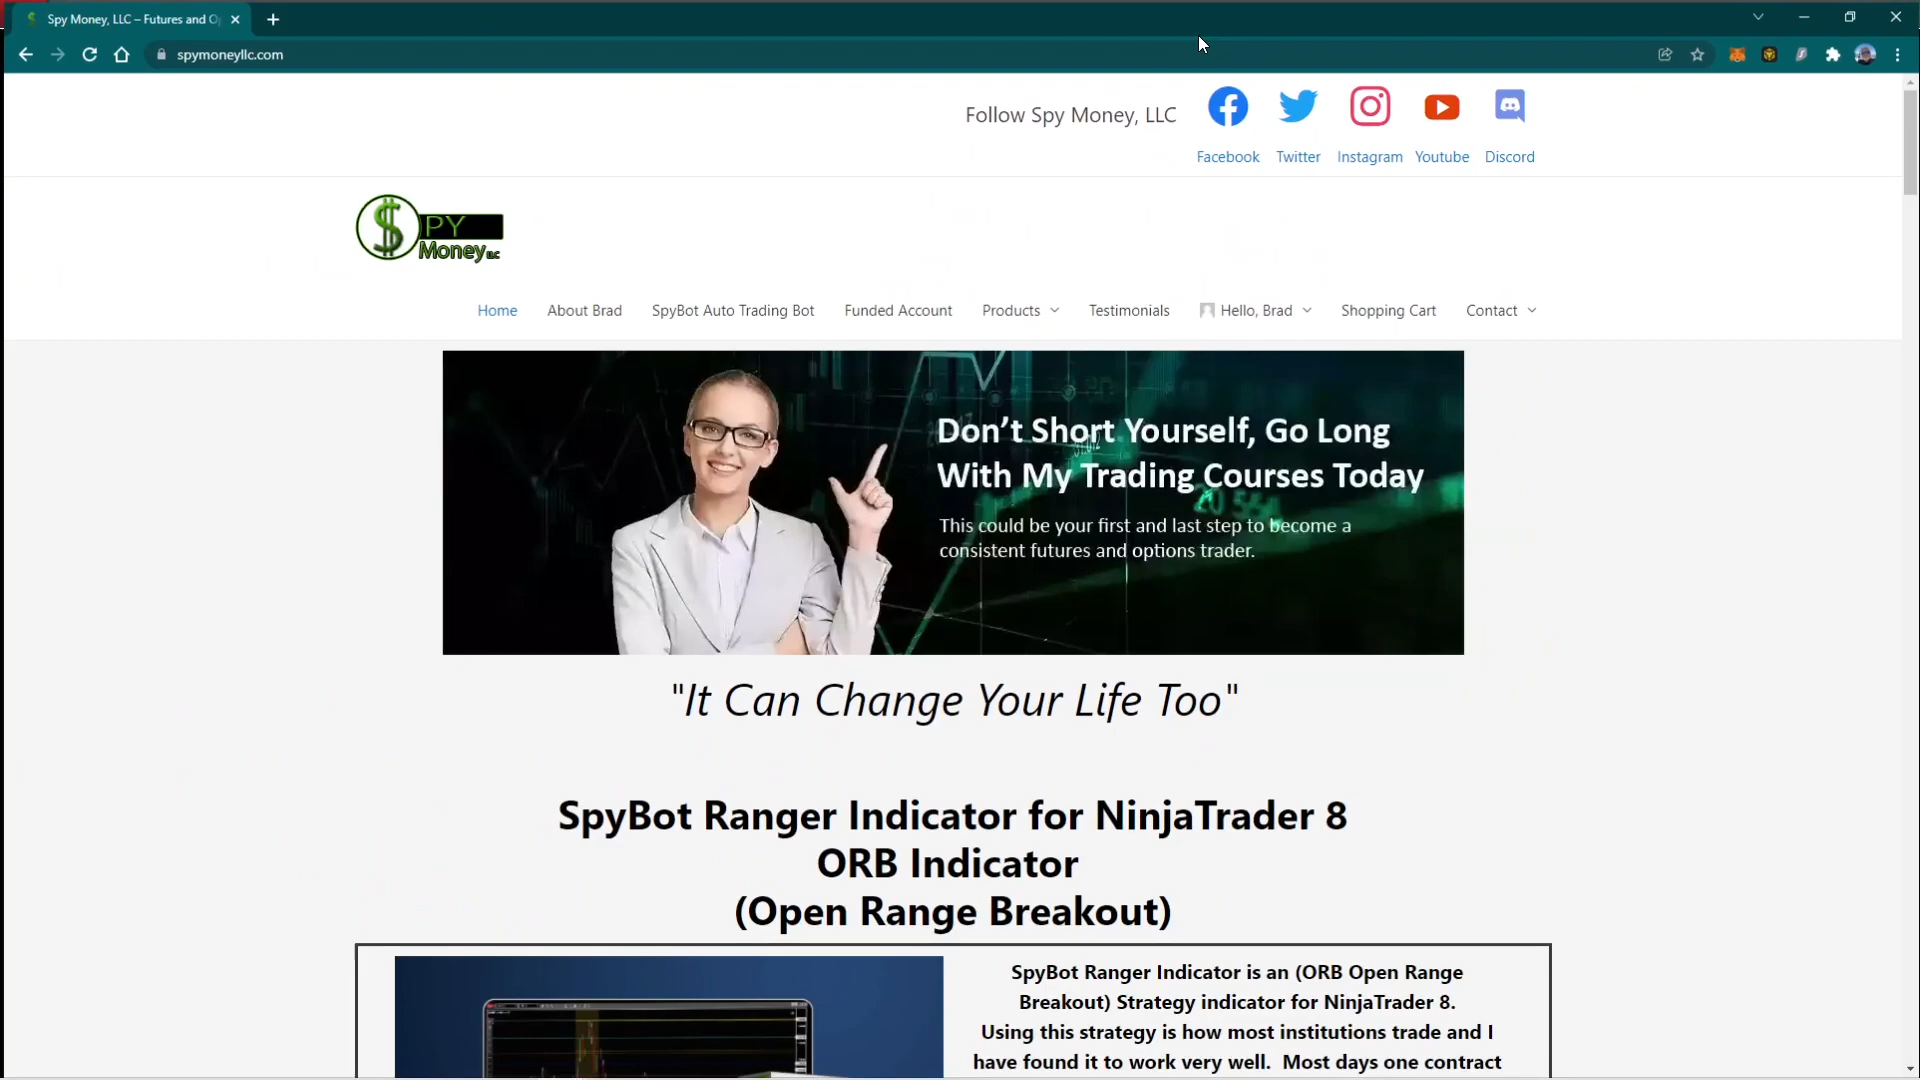 Spy Money, LLC – Futures and Op
spymoneyllc.com
Follow Spy Money, LLC
Facebook Twitter Instagram Youtube Discord
$PY
Money LLC
Home About Brad SpyBot Auto Trading Bot Funded Account Products Testimonials Hello, Brad Shopping Cart Contact
Don't Short Yourself, Go Long
With My Trading Courses Today
This could be your first and last step to become a
consistent futures and options trader.
"It Can Change Your Life Too"
SpyBot Ranger Indicator for NinjaTrader 8
ORB Indicator
(Open Range Breakout)
SpyBot Ranger Indicator is an (ORB Open Range
Breakout) Strategy indicator for NinjaTrader 8.
Using this strategy is how most institutions trade and I
have found it to work very well. Most days one contract